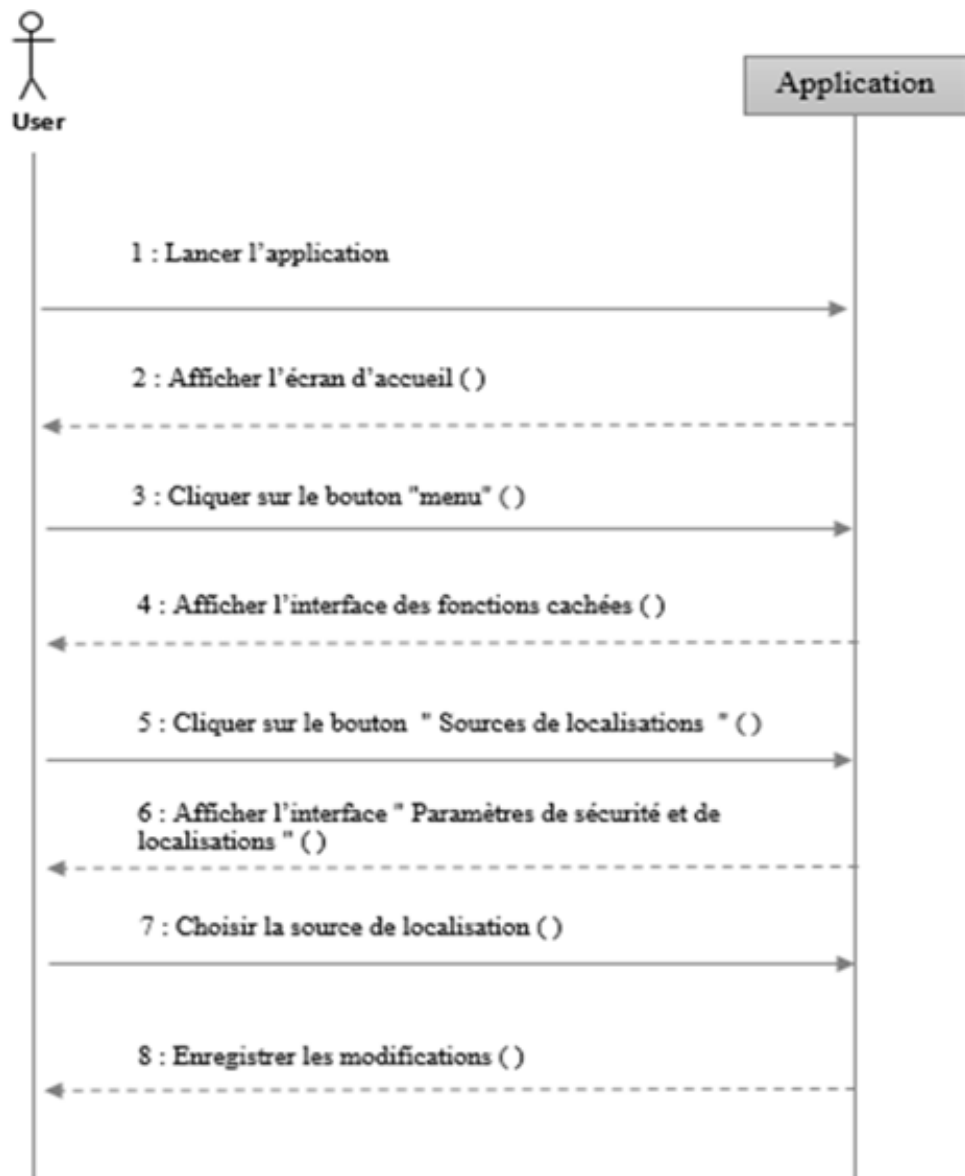 User
Application
1 : Lancer l’application
2 : Afficher l’écran d’accueil ( )
3 : Cliquer sur le bouton "menu" ( )
4 : Afficher l’interface des fonctions cachées ( )
5 : Cliquer sur le bouton " Sources de localisations " ( )
6 : Afficher l’interface " Paramètres de sécurité et de
localisations " ( )
7 : Choisir la source de localisation ( )
8 : Enregistrer les modifications ( )